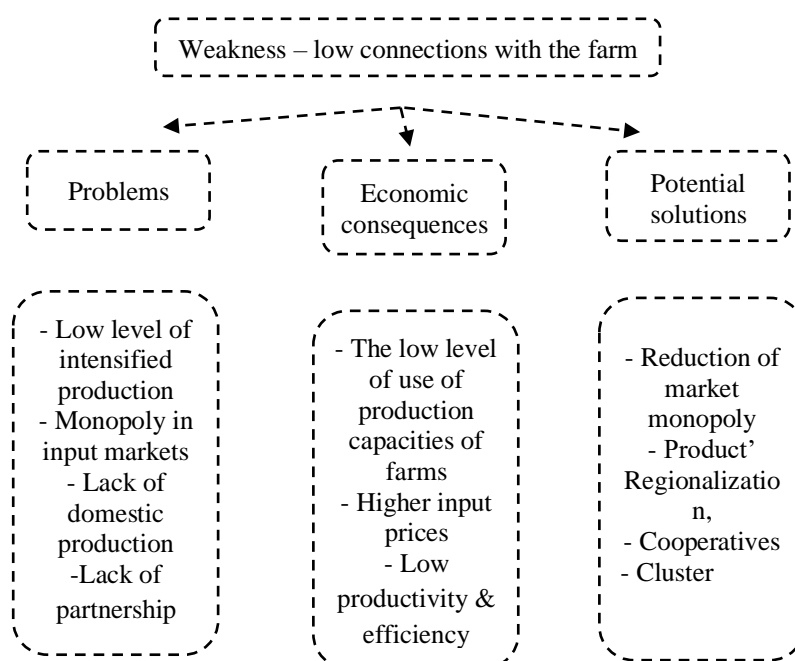 Weakness – low connections with the farm
Problems
Economic
consequences
Potential
solutions
- Low level of
intensified
production
- Monopoly in
input markets
- Lack of
domestic
production
-Lack of
partnership
- The low level
of use of
production
capacities of
farms
- Higher input
prices
- Low
productivity &
efficiency
- Reduction of
market
monopoly
- Product’
Regionalizatio
n,
- Cooperatives
- Cluster